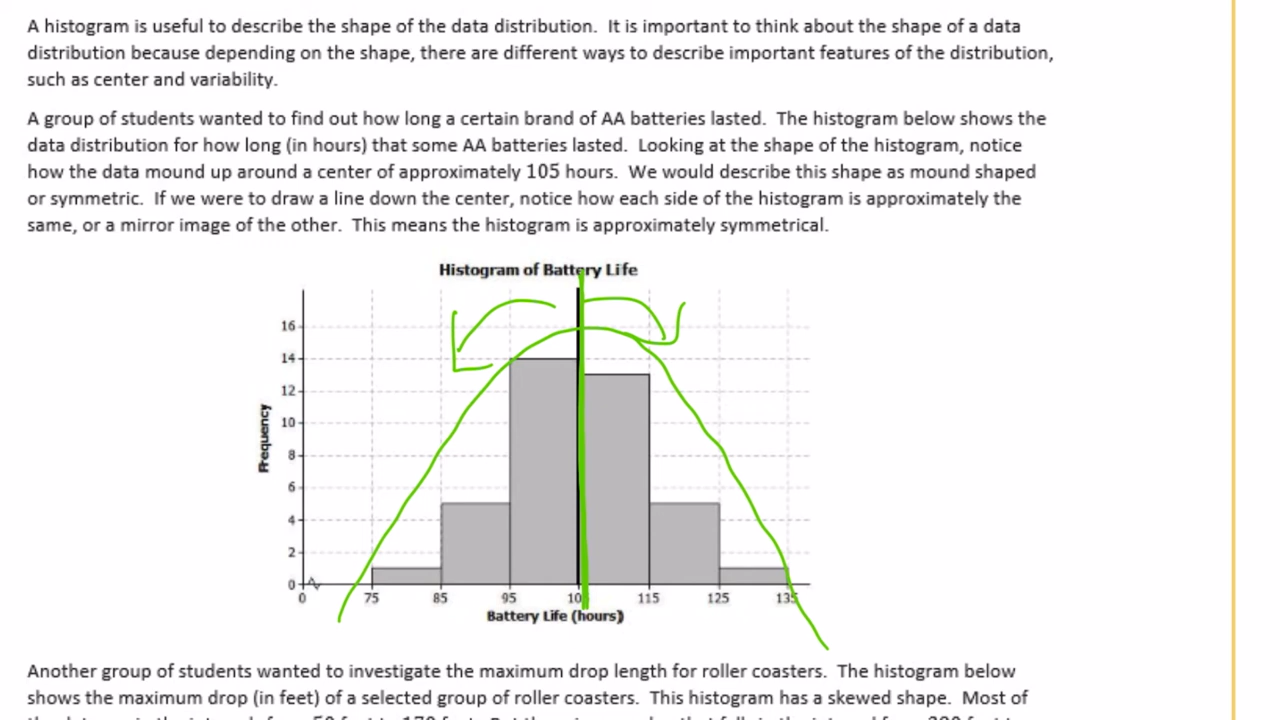 A histogram is useful to describe the shape of the data distribution.  It is important to think about the shape of a data
distribution because depending on the shape, there are different ways to describe important features of the distribution,
such as center and variability.
A group of students wanted to find out how long a certain brand of AA batteries lasted.  The histogram below shows the
data distribution for how long (in hours) that some AA batteries lasted.  Looking at the shape of the histogram, notice
how the data mound up around a center of approximately 105 hours.  We would describe this shape as mound shaped
or symmetric.  If we were to draw a line down the center, notice how each side of the histogram is approximately the
same, or a mirror image of the other.  This means the histogram is approximately symmetrical.
Histogram of Battery Life
16
14
12
10
8
6
4
2
0
Frequency
0 75 85 95 10 115 125 135
Battery Life (hours)
Another group of students wanted to investigate the maximum drop length for roller coasters.  The histogram below
shows the maximum drop (in feet) of a selected group of roller coasters.  This histogram has a skewed shape.  Most of